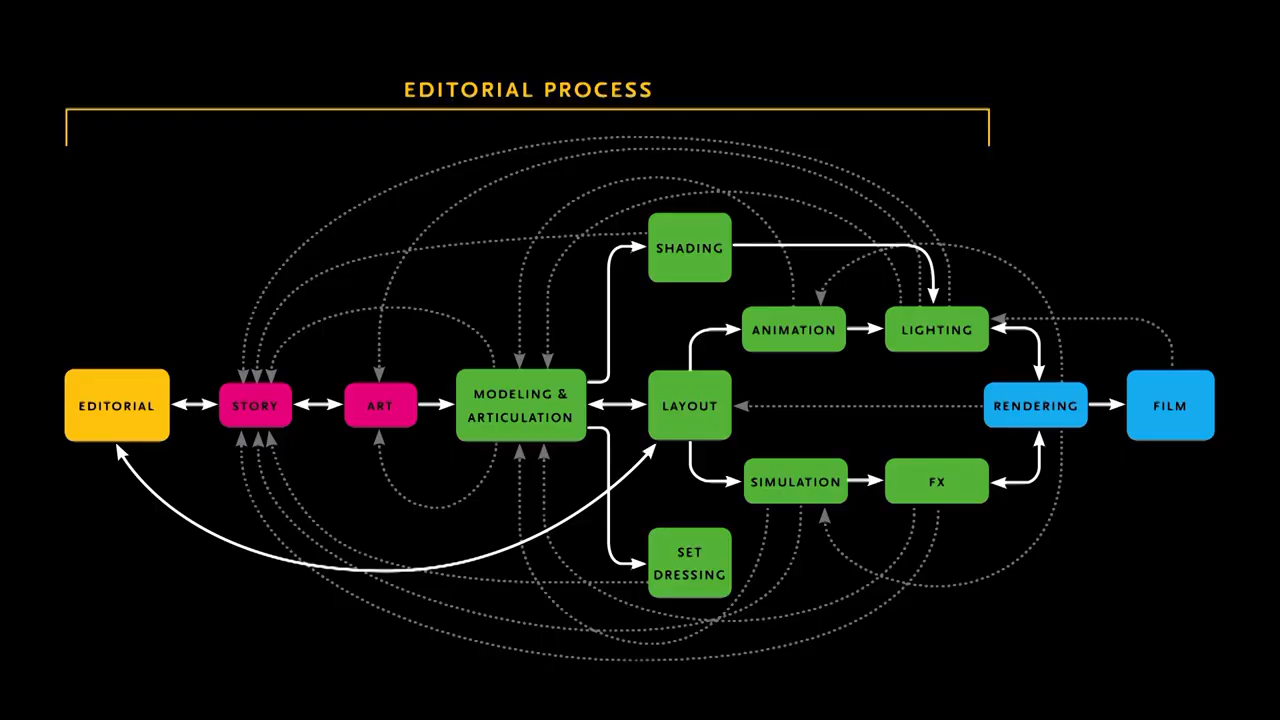 EDITORIAL PROCESS
SHADING
ANIMATION
LIGHTING
EDITORIAL
STORY
ART
MODELING &
ARTICULATION
LAYOUT
RENDERING
FILM
SIMULATION
FX
SET
DRESSING